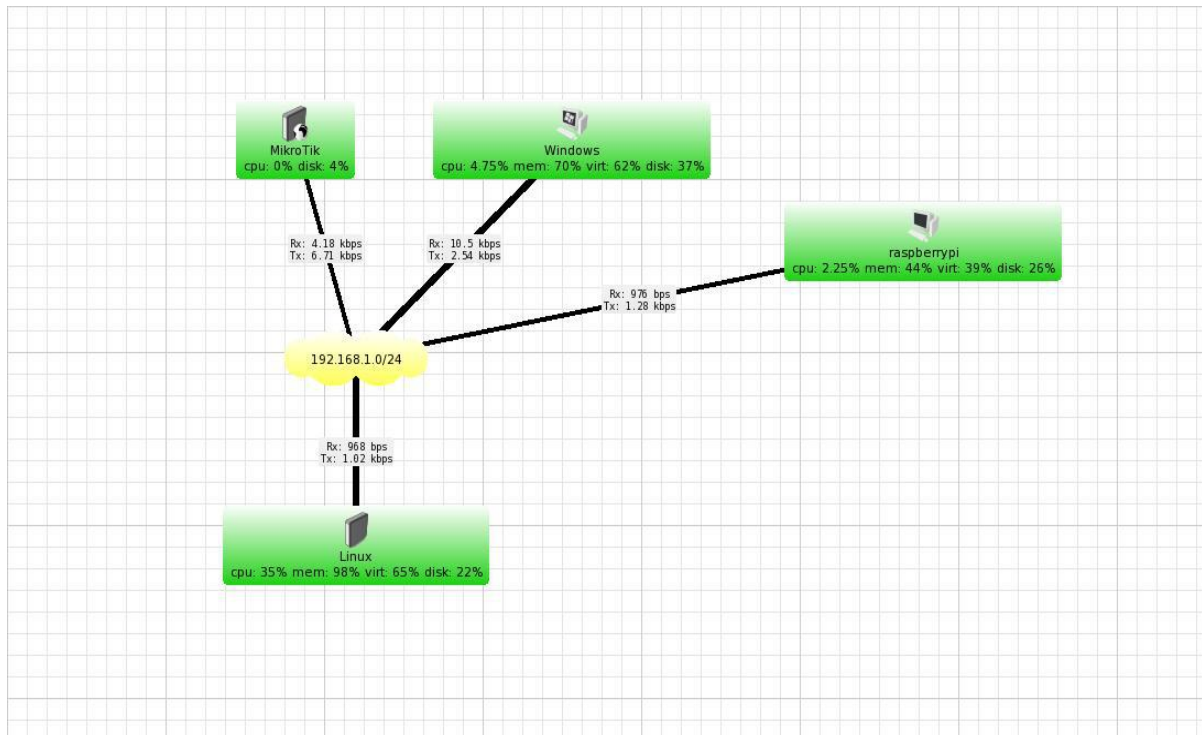 MikroTik
cpu: 0% disk: 4%
Windows
cpu: 4.75% mem: 70% virt: 62% disk: 37%
raspberrypi
cpu: 2.25% mem: 44% virt: 39% disk: 26%
Rx: 4.18 kbps
Tx: 6.71 kbps
Rx: 10.5 kbps
Tx: 2.54 kbps
Rx: 976 bps
Tx: 1.28 kbps
192.168.1.0/24
Rx: 968 bps
Tx: 1.02 kbps
Linux
cpu: 35% mem: 98% virt: 65% disk: 22%